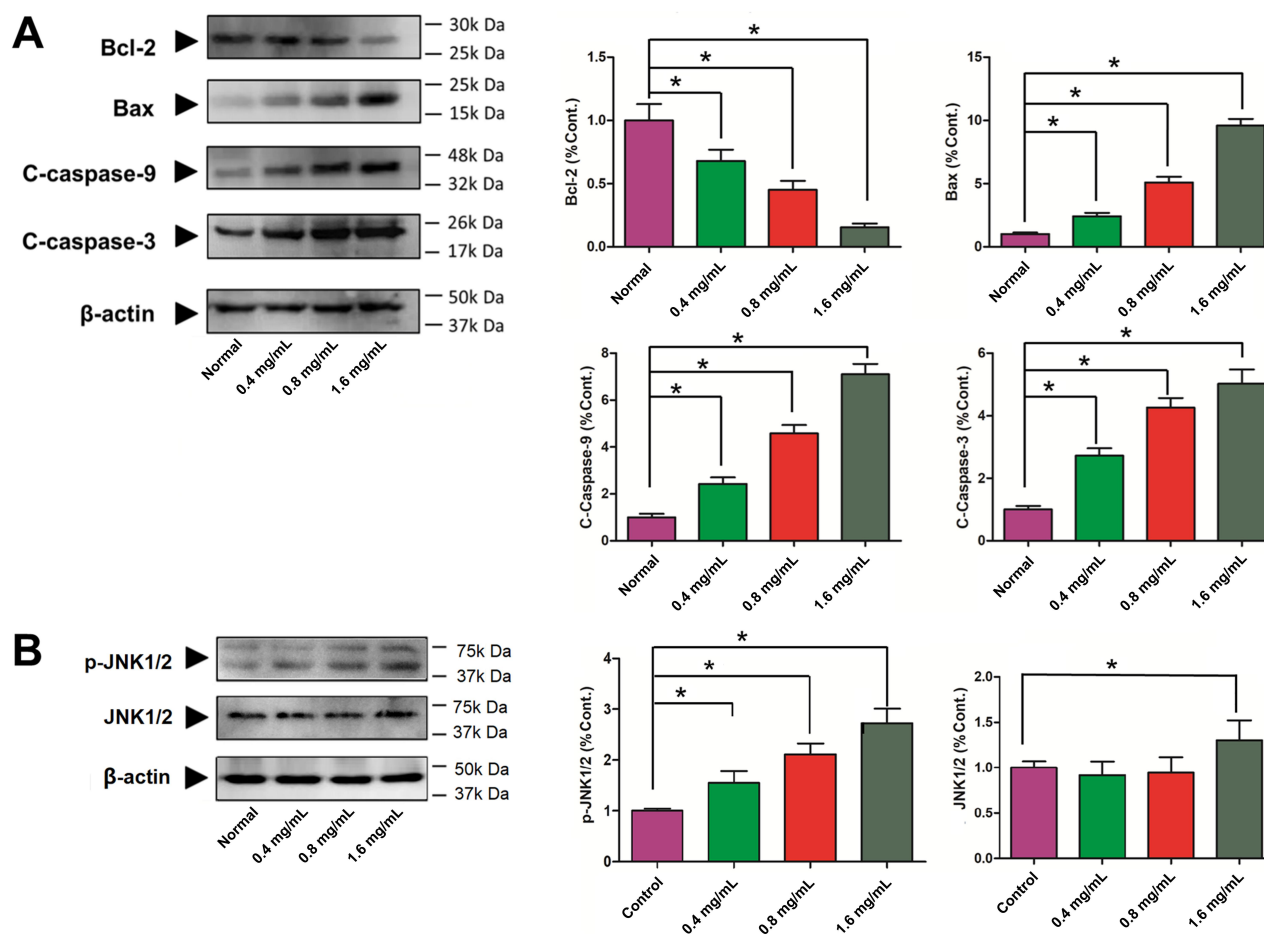 A
Bcl-2
30k Da
25k Da
Bax
25k Da
15k Da
C-caspase-9
48k Da
32k Da
C-caspase-3
26k Da
17k Da
β-actin
50k Da
37k Da
Normal
0.4 mg/mL
0.8 mg/mL
1.6 mg/mL
Bcl-2 (%Cont.)
1.5
1.0
0.5
0.0
*
*
*
Normal
0.4 mg/mL
0.8 mg/mL
1.6 mg/mL
Bax (%Cont.)
15
10
5
0
*
*
*
Normal
0.4 mg/mL
0.8 mg/mL
1.6 mg/mL
C-Caspase-9 (%Cont.)
8
6
4
2
0
*
*
*
Normal
0.4 mg/mL
0.8 mg/mL
1.6 mg/mL
C-Caspase-3 (%Cont.)
6
4
2
0
*
*
*
Normal
0.4 mg/mL
0.8 mg/mL
1.6 mg/mL
B
p-JNK1/2
75k Da
37k Da
JNK1/2
75k Da
37k Da
β-actin
50k Da
37k Da
Normal
0.4 mg/mL
0.8 mg/mL
1.6 mg/mL
p-JNK1/2 (%Cont.)
4
3
2
1
0
*
*
*
Control
0.4 mg/mL
0.8 mg/mL
1.6 mg/mL
JNK1/2 (%Cont.)
2.0
1.5
1.0
0.5
0.0
*
Control
0.4 mg/mL
0.8 mg/mL
1.6 mg/mL